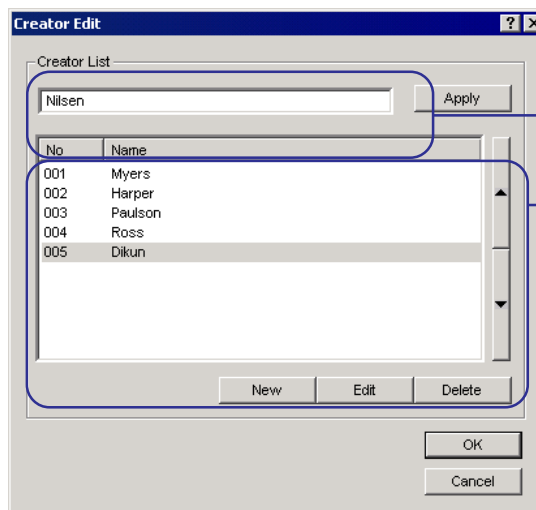 Creator Edit
Creator List
Nilsen
Apply
No Name
001 Myers
002 Harper
003 Paulson
004 Ross
005 Dikun
New Edit Delete
OK
Cancel